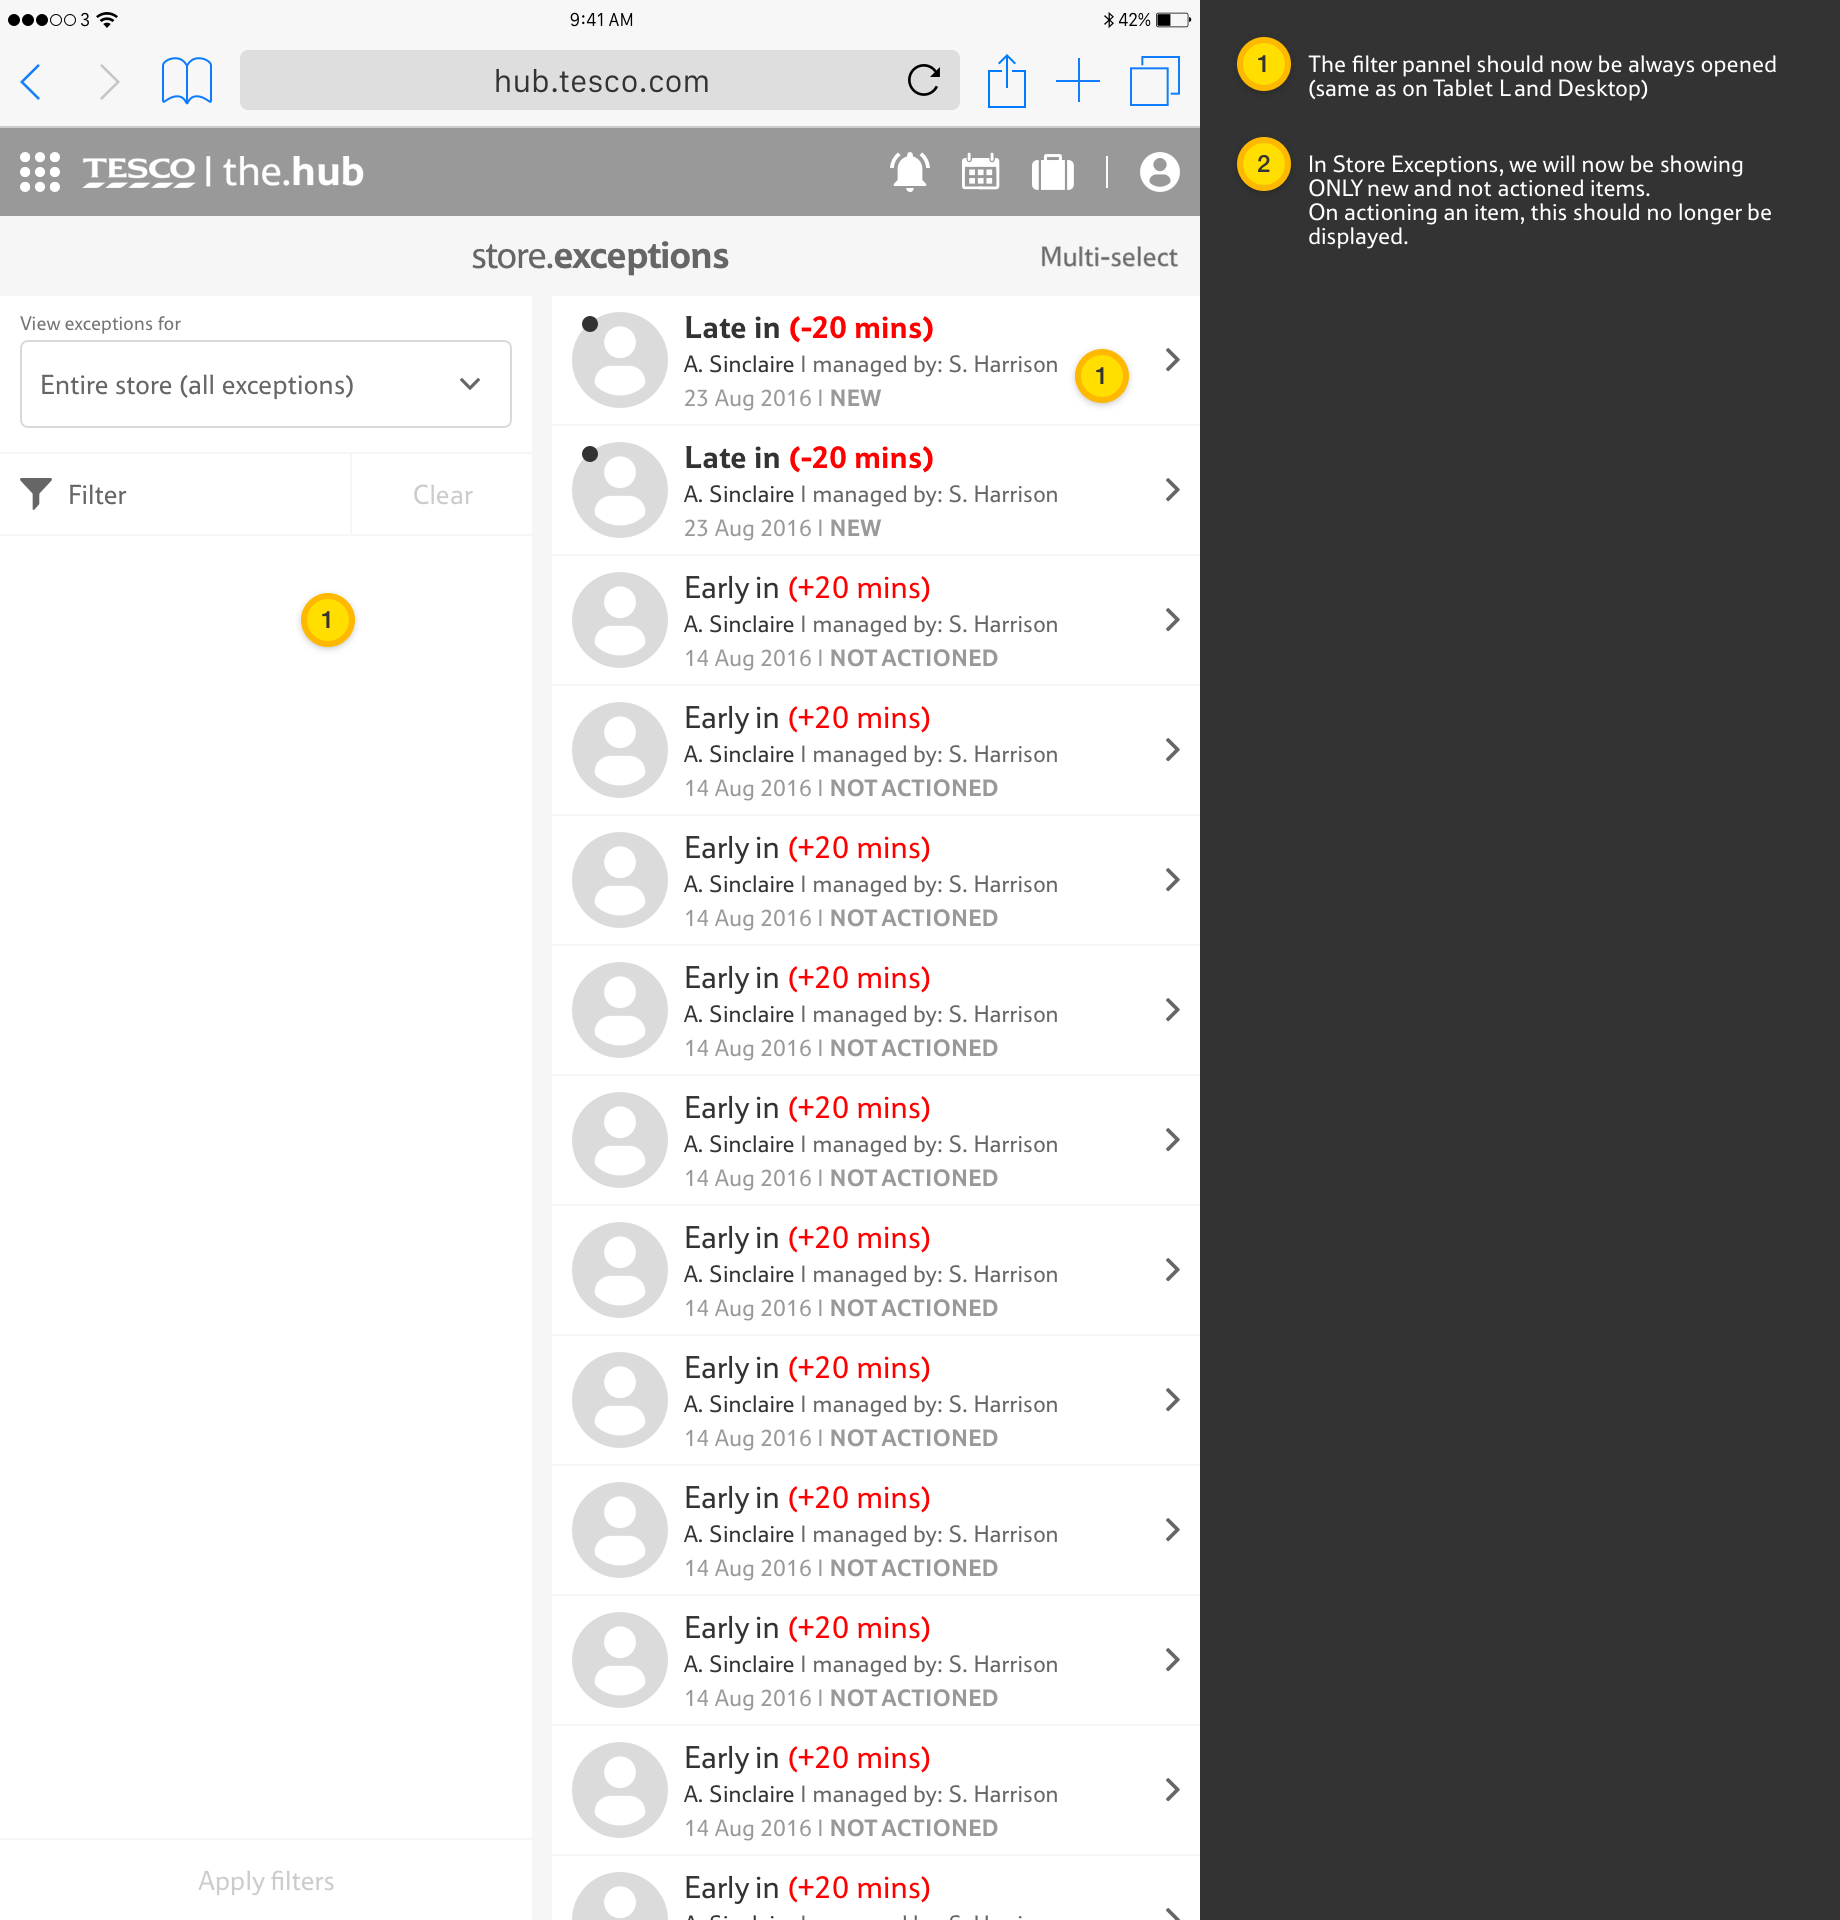 3
9:41 AM
42%
hub.tesco.com
TESCO | the.hub
store.exceptions
Multi-select
View exceptions for
Entire store (all exceptions)
Filter
Clear
1
Apply filters
Late in (-20 mins)
A. Sinclaire | managed by: S. Harrison
1
23 Aug 2016 | NEW
Late in (-20 mins)
A. Sinclaire | managed by: S. Harrison
23 Aug 2016 | NEW
Early in (+20 mins)
A. Sinclaire | managed by: S. Harrison
14 Aug 2016 | NOT ACTIONED
Early in (+20 mins)
A. Sinclaire | managed by: S. Harrison
14 Aug 2016 | NOT ACTIONED
Early in (+20 mins)
A. Sinclaire | managed by: S. Harrison
14 Aug 2016 | NOT ACTIONED
Early in (+20 mins)
A. Sinclaire | managed by: S. Harrison
14 Aug 2016 | NOT ACTIONED
Early in (+20 mins)
A. Sinclaire | managed by: S. Harrison
14 Aug 2016 | NOT ACTIONED
Early in (+20 mins)
A. Sinclaire | managed by: S. Harrison
14 Aug 2016 | NOT ACTIONED
Early in (+20 mins)
A. Sinclaire | managed by: S. Harrison
14 Aug 2016 | NOT ACTIONED
Early in (+20 mins)
A. Sinclaire | managed by: S. Harrison
14 Aug 2016 | NOT ACTIONED
Early in (+20 mins)
A. Sinclaire | managed by: S. Harrison
14 Aug 2016 | NOT ACTIONED
Early in (+20 mins)
A. Sinclaire | managed by: S. Harrison
14 Aug 2016 | NOT ACTIONED
Early in (+20 mins)
1
The filter pannel should now be always opened
(same as on Tablet L and Desktop)
2
In Store Exceptions, we will now be showing
ONLY new and not actioned items.
On actioning an item, this should no longer be
displayed.